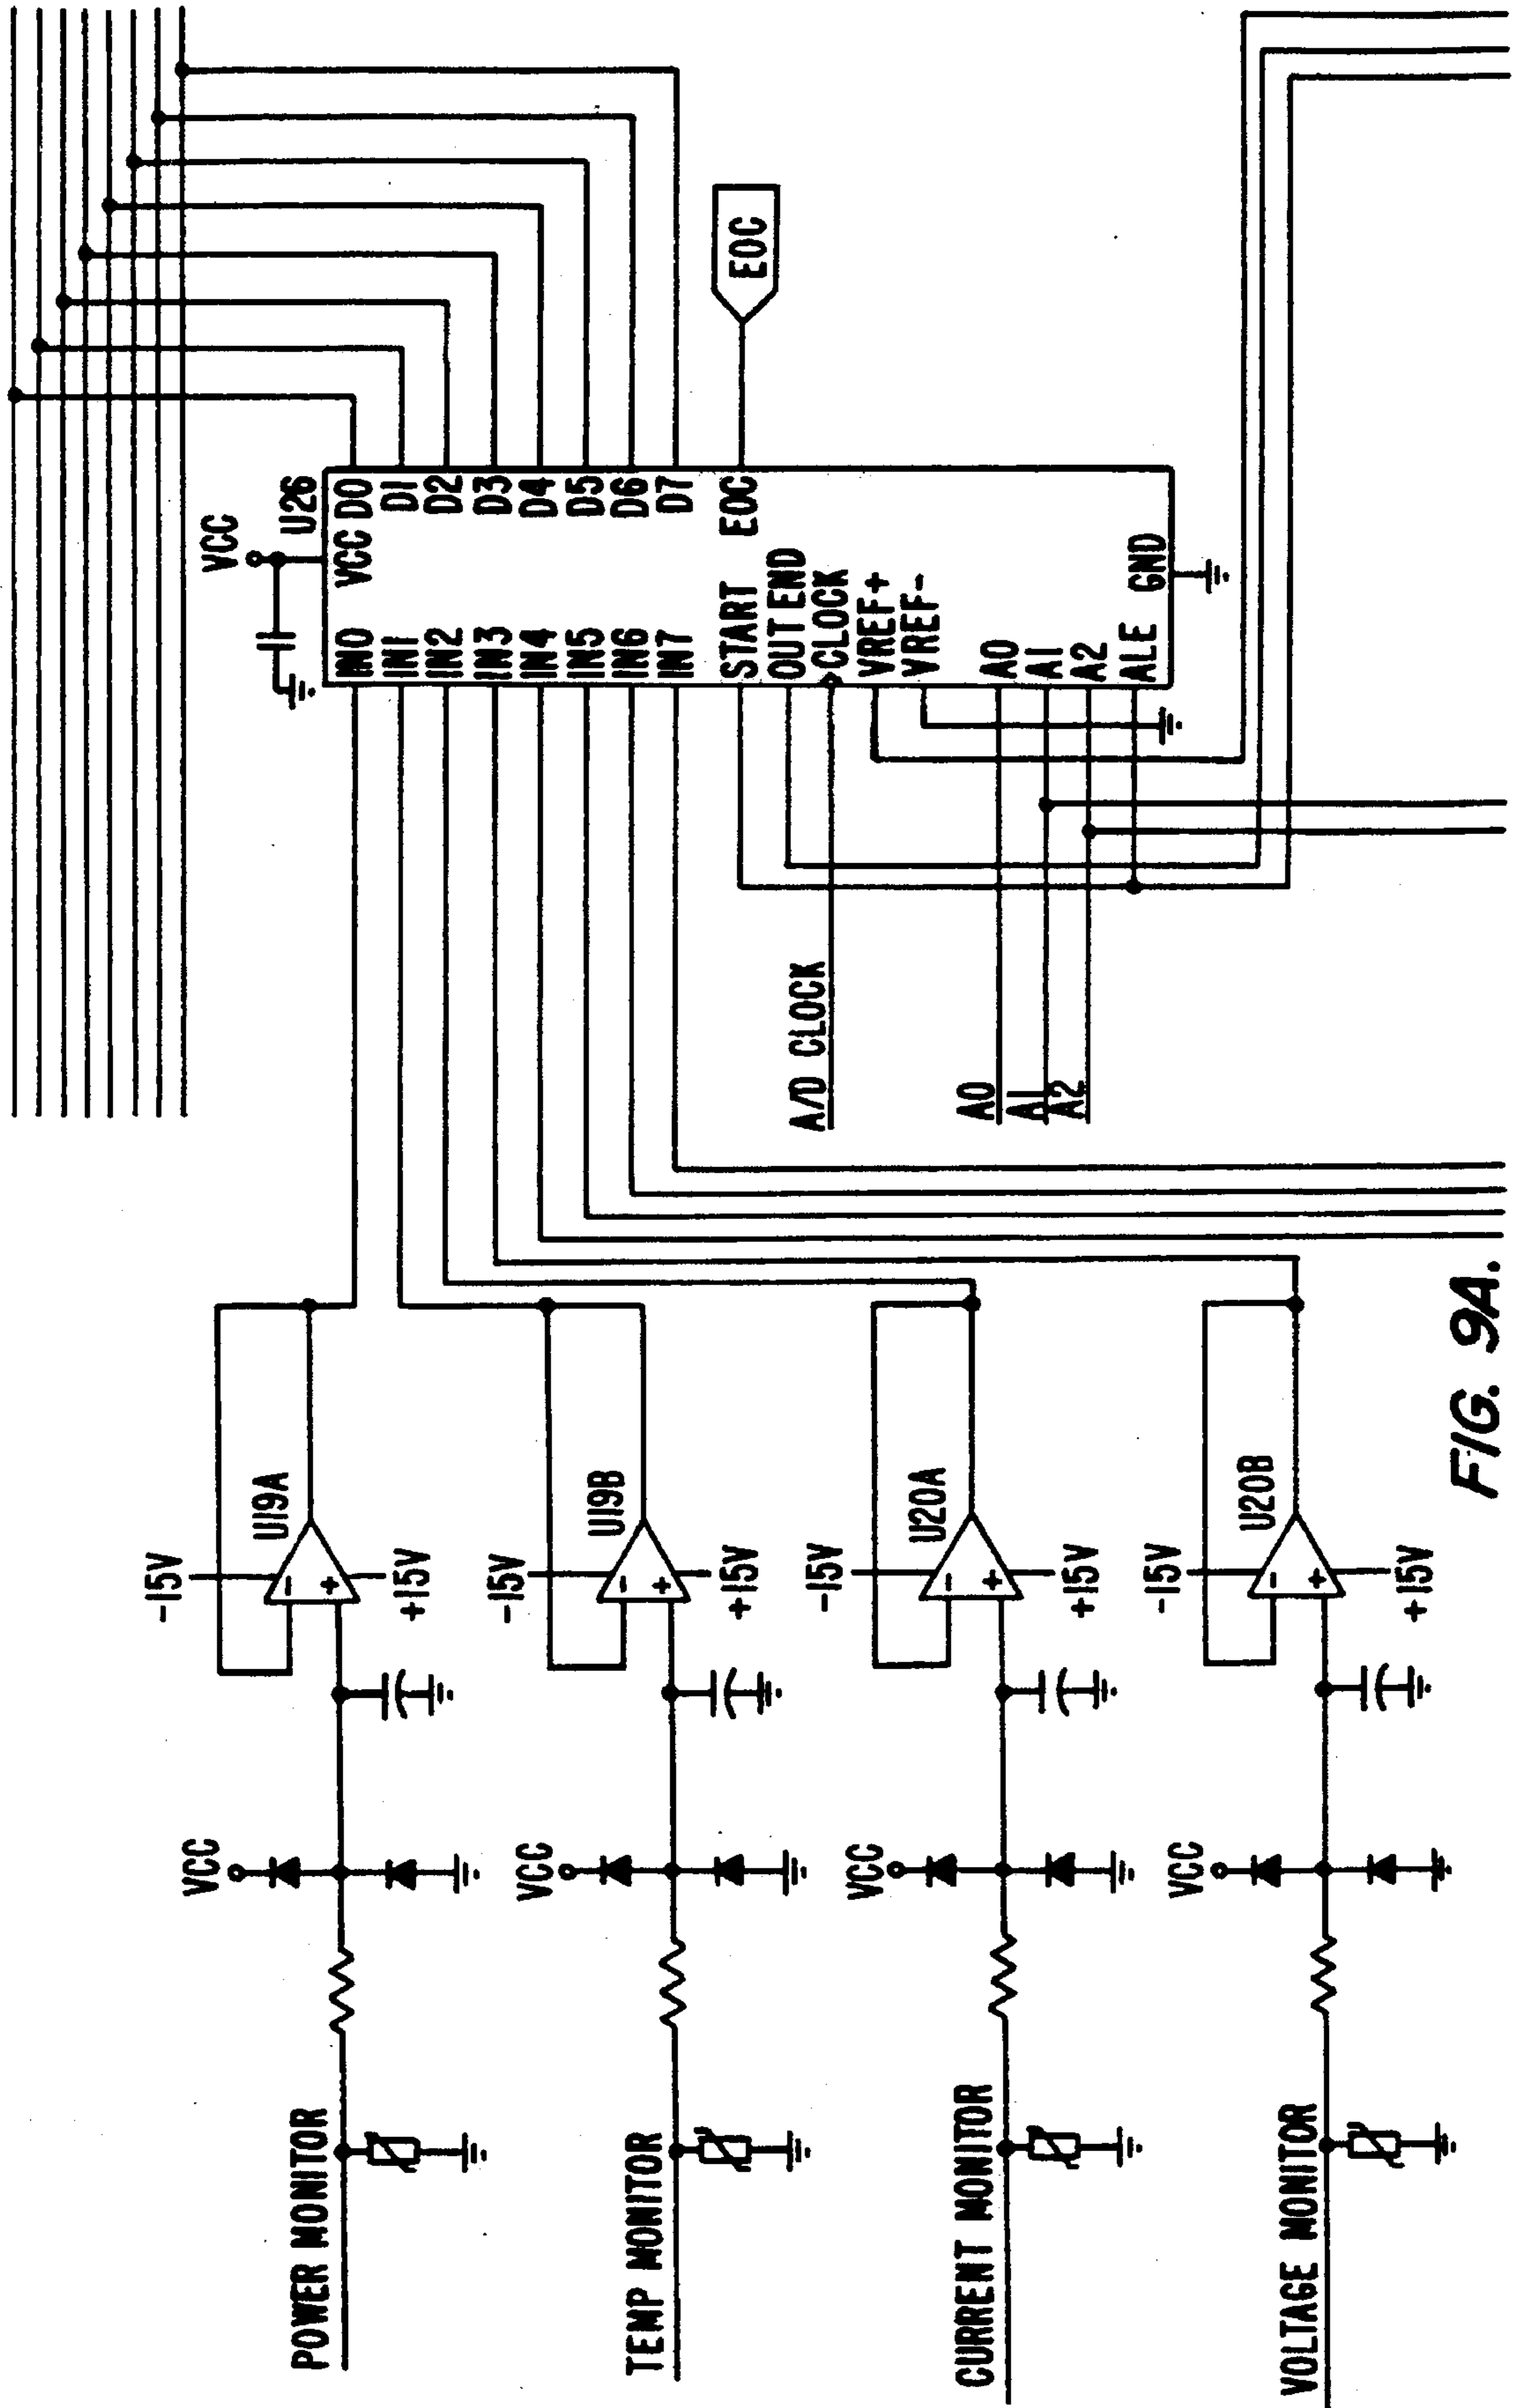 VCC
U26
IN0
VCC
D0
IN1
D1
IN2
D2
IN3
D3
IN4
D4
IN5
D5
IN6
D6
IN7
D7
START
EOC
EOC
OUT END
CLOCK
VREF+
VREF-
A0
A1
A2
ALE
GND
A/D CLOCK
A0
A1
A2
POWER MONITOR
VCC
-15V
U19A
-
+
+15V
TEMP MONITOR
VCC
-15V
U19B
-
+
+15V
CURRENT MONITOR
VCC
-15V
U20A
-
+
+15V
VOLTAGE MONITOR
VCC
-15V
U20B
-
+
+15V
FIG. 9A.